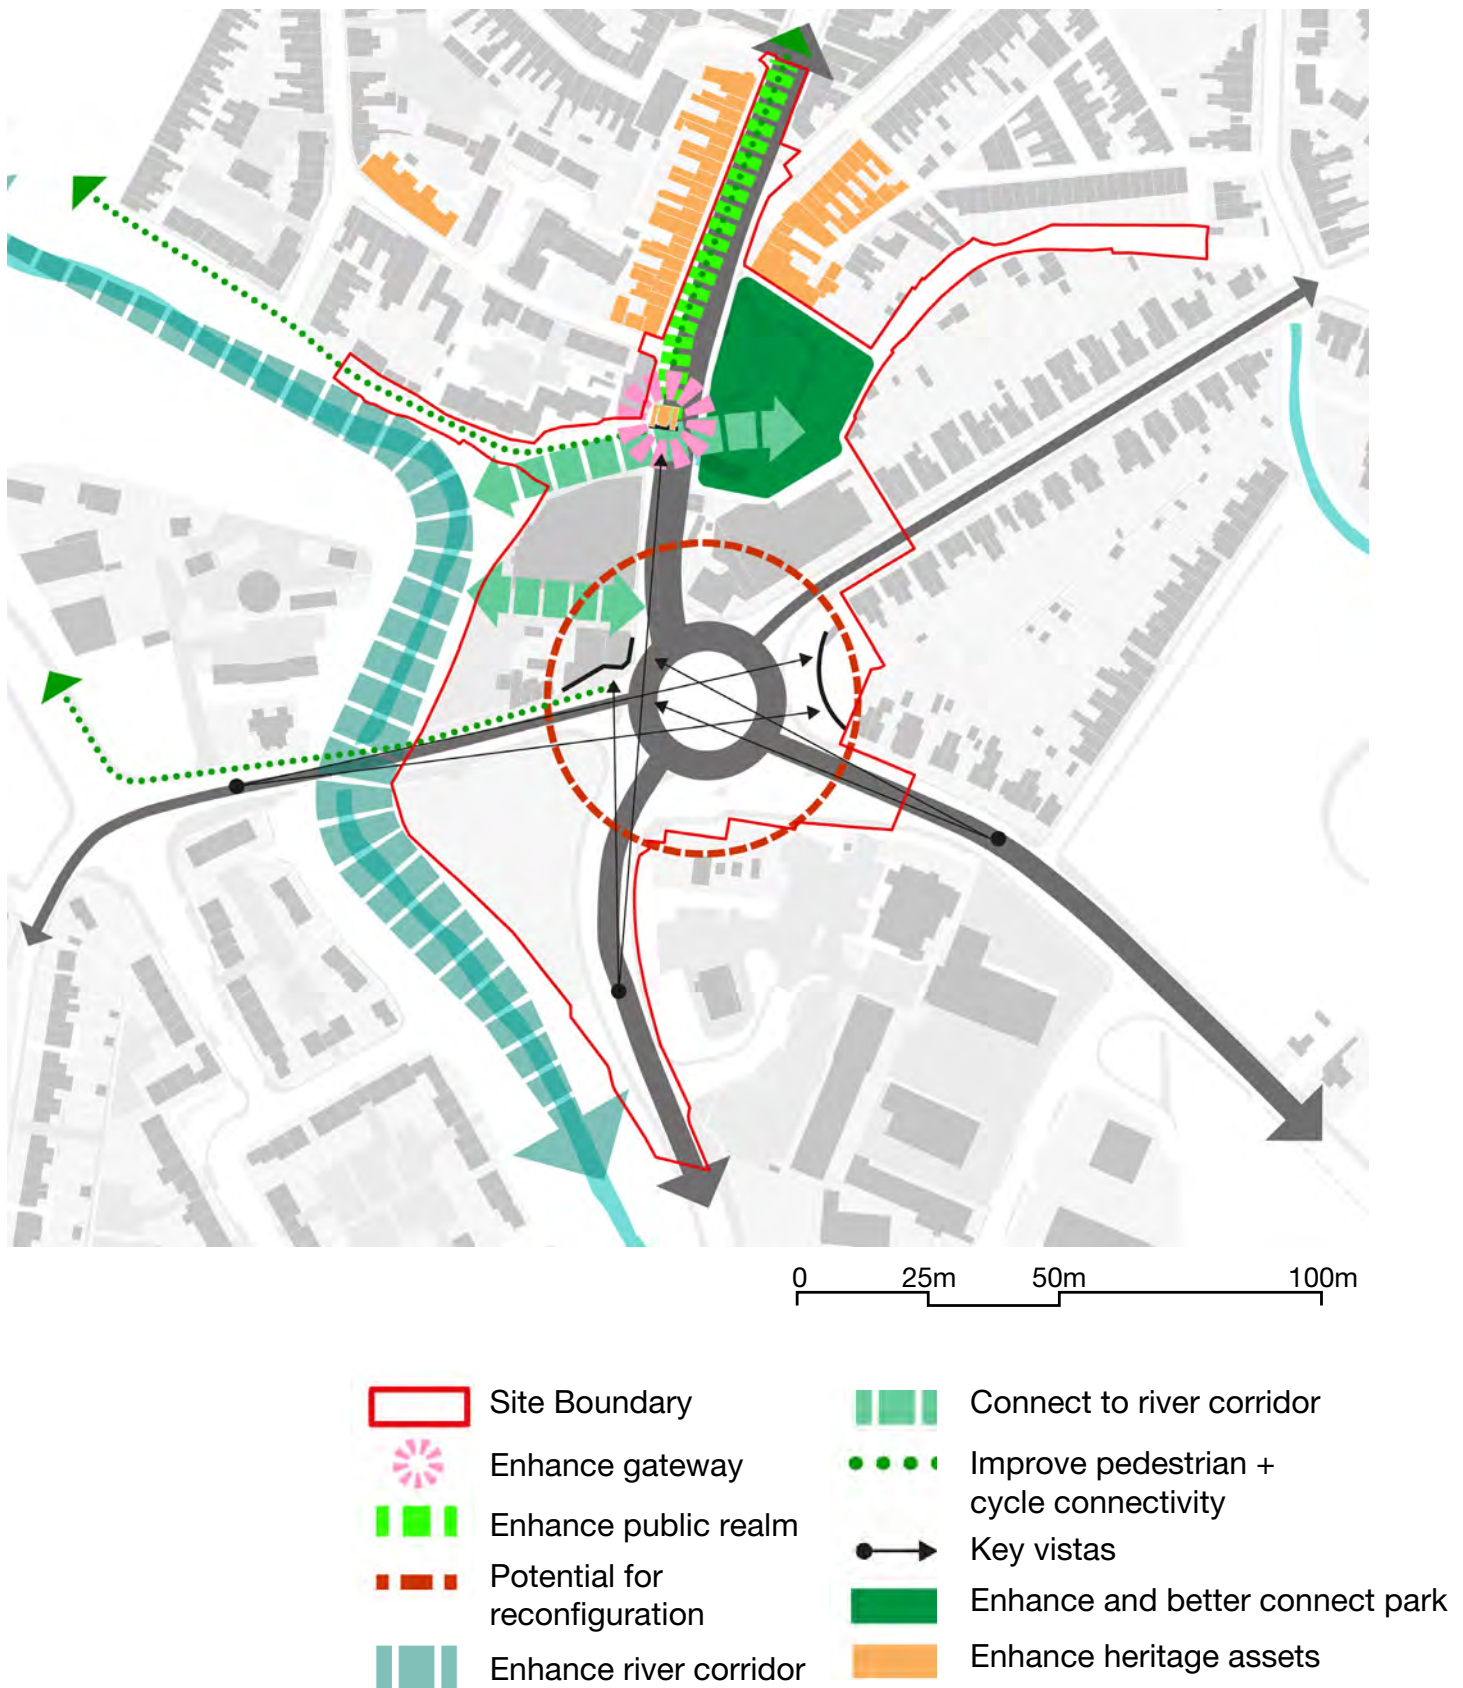 0 25m 50m 100m
Site Boundary
Enhance gateway
Enhance public realm
Potential for
reconfiguration
Enhance river corridor
Connect to river corridor
Improve pedestrian +
cycle connectivity
Key vistas
Enhance and better connect park
Enhance heritage assets